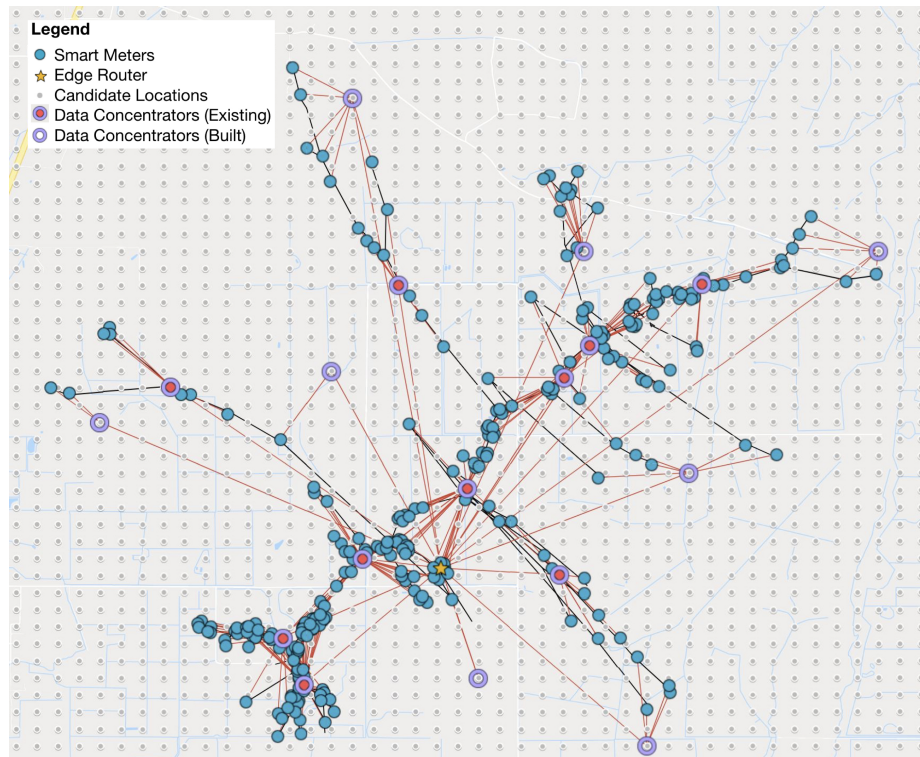 Legend
Smart Meters
Edge Router
Candidate Locations
Data Concentrators (Existing)
Data Concentrators (Built)